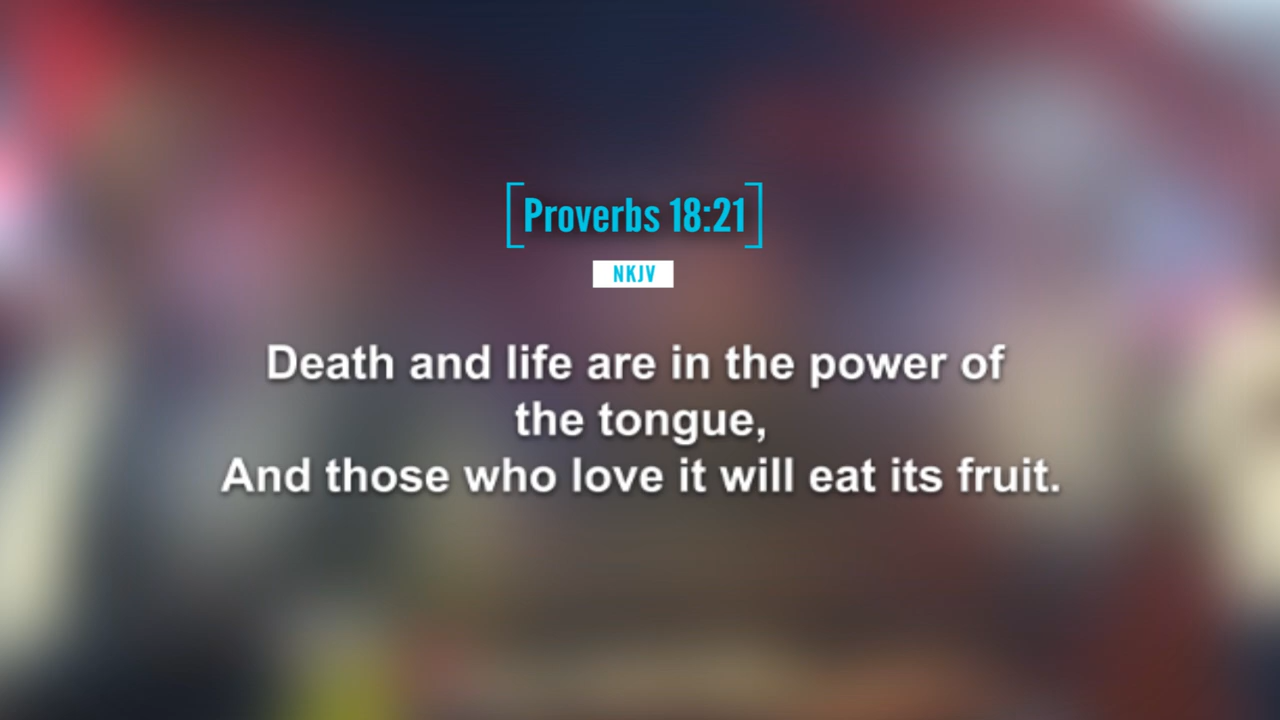 [Proverbs 18:21]
NKJV
Death and life are in the power of
the tongue,
And those who love it will eat its fruit.